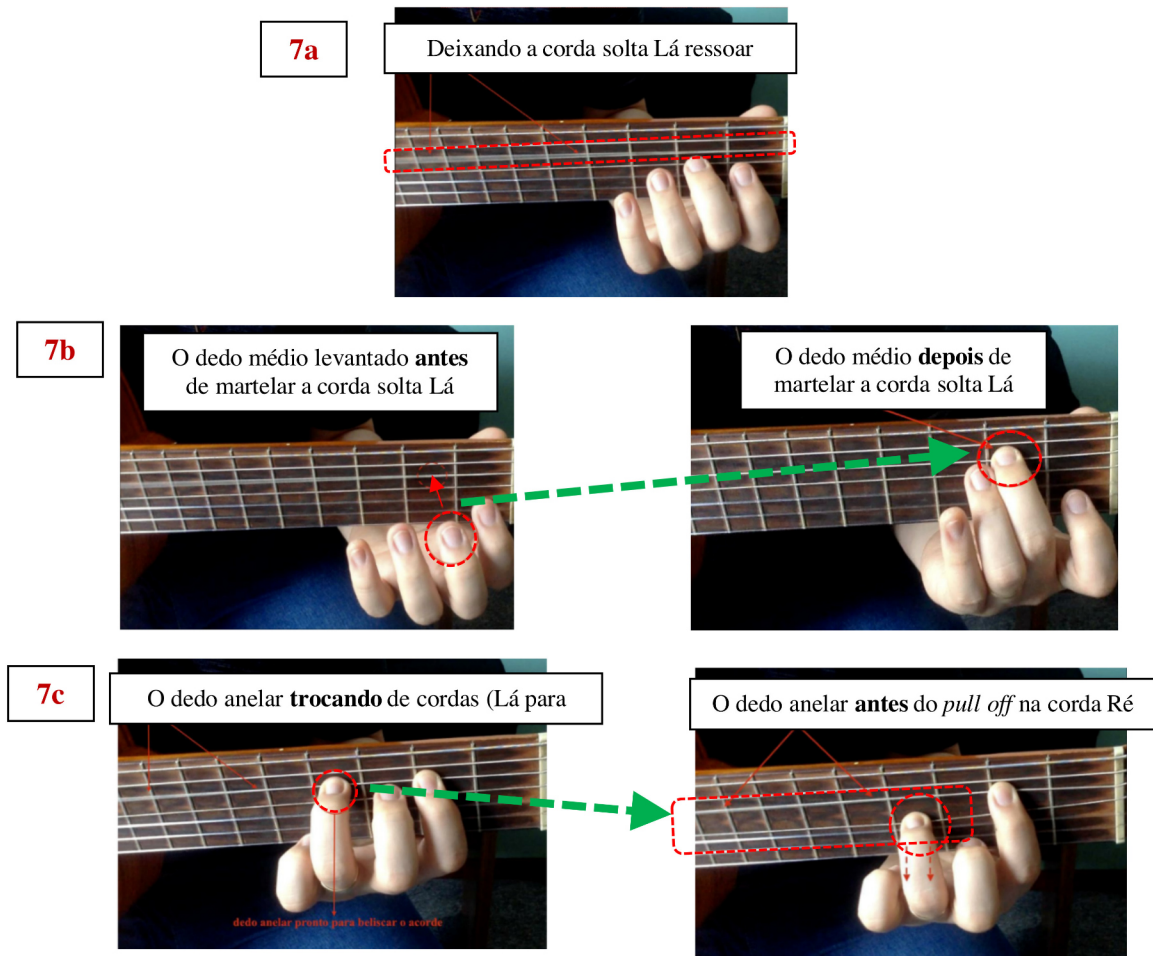 7a
Deixando a corda solta Lá ressoar
7b
O dedo médio levantado antes
de martelar a corda solta Lá
O dedo médio depois de
martelar a corda solta Lá
7c
O dedo anelar trocando de cordas (Lá para
O dedo anelar antes do pull off na corda Ré
dedo anelar pronto para beliscar o acorde